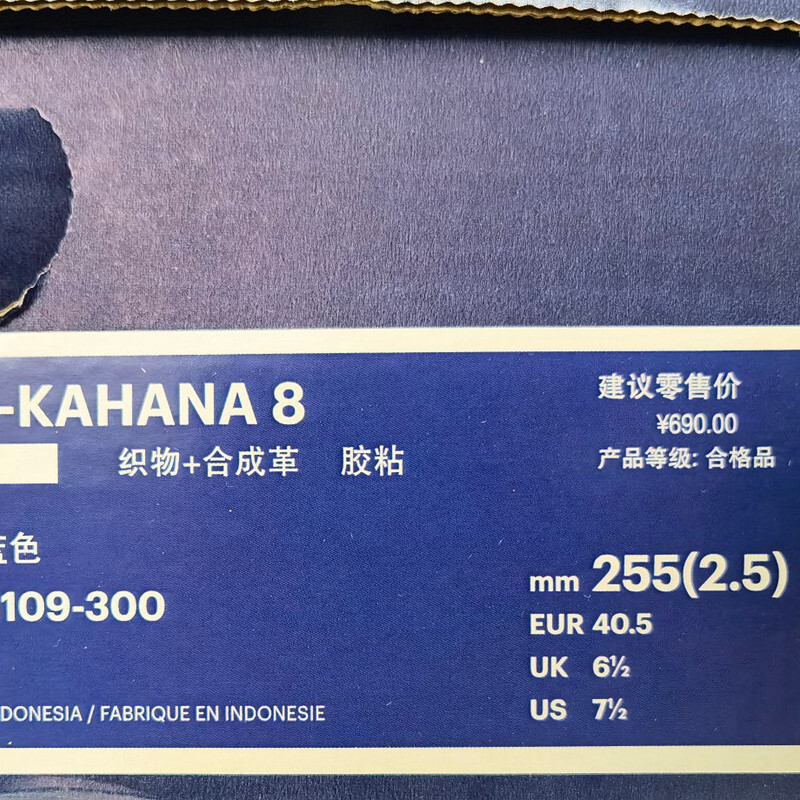 -KAHANA 8
建议零售价
¥690.00
织物+合成革 胶粘
产品等级: 合格品
蓝色
109-300
mm 255(2.5)
EUR 40.5
UK 6½
US 7½
DONESIA / FABRIQUE EN INDONESIE